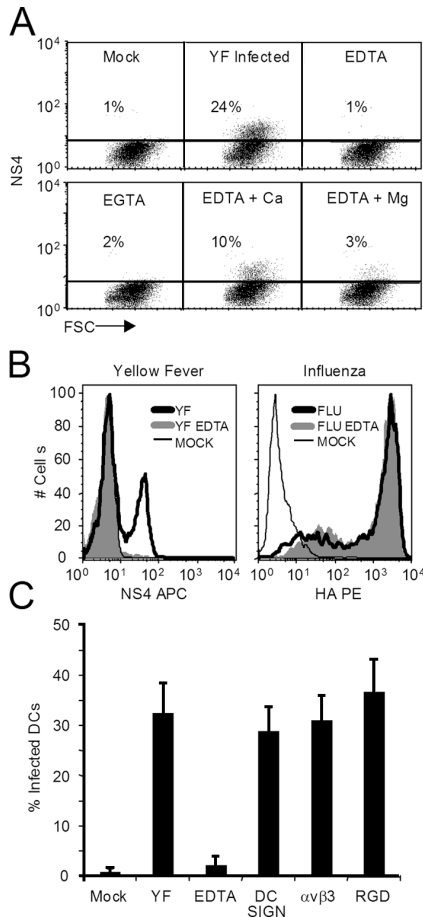 A
Mock YF Infected EDTA
1% 24% 1%
10⁴
10²
10⁰
NS4
EGTA EDTA + Ca EDTA + Mg
2% 10% 3%
10⁴
10²
10⁰
FSC
B
Yellow Fever
YF
YF EDTA
MOCK
100
80
60
40
20
0
# Cell s
10⁰ 10¹ 10² 10³ 10⁴
NS4 APC
Influenza
FLU
FLU EDTA
MOCK
10⁰ 10¹ 10² 10³ 10⁴
HA PE
C
50
40
30
20
10
0
% Infected DCs
Mock YF EDTA DC SIGN αvβ3 RGD